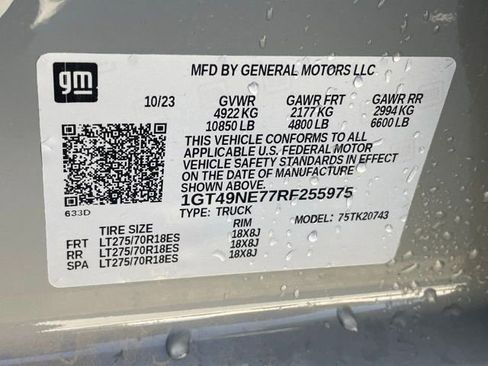 gm
MFD BY GENERAL MOTORS LLC
10/23 GVWR GAWR FRT GAWR RR
4922 KG 2177 KG 2994 KG
10850 LB 4800 LB 6600 LB
THIS VEHICLE CONFORMS TO ALL
APPLICABLE U.S. FEDERAL MOTOR
VEHICLE SAFETY STANDARDS IN EFFECT
ON THE DATE OF MANUFACTURE
SHOWN ABOVE.
1GT49NE77RF255975
633D TYPE: TRUCK MODEL: 75TK20743
TIRE SIZE RIM
FRT LT275/70R18ES 18X8J
RR LT275/70R18ES 18X8J
SPA LT275/70R18ES 18X8J